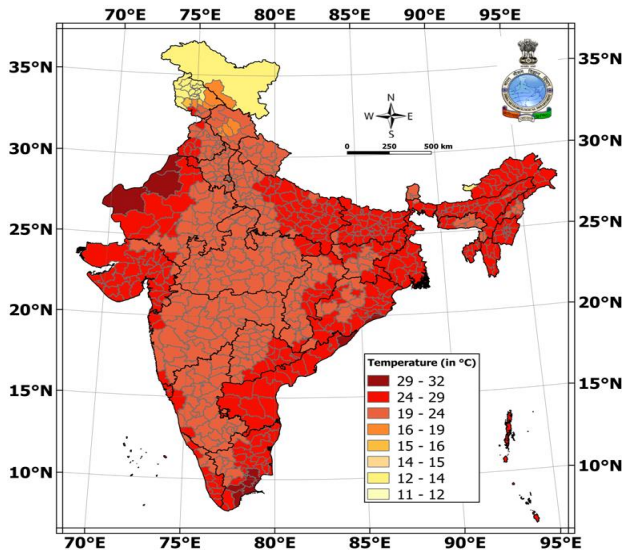 70°E 75°E 80°E 85°E 90°E 95°E
35°N 35°N
30°N 30°N
25°N 25°N
20°N 20°N
15°N 15°N
10°N 10°N
N
W E
S
0 250 500 km
Temperature (in °C)
29 - 32
24 - 29
19 - 24
16 - 19
15 - 16
14 - 15
12 - 14
11 - 12
70°E 75°E 80°E 85°E 90°E 95°E